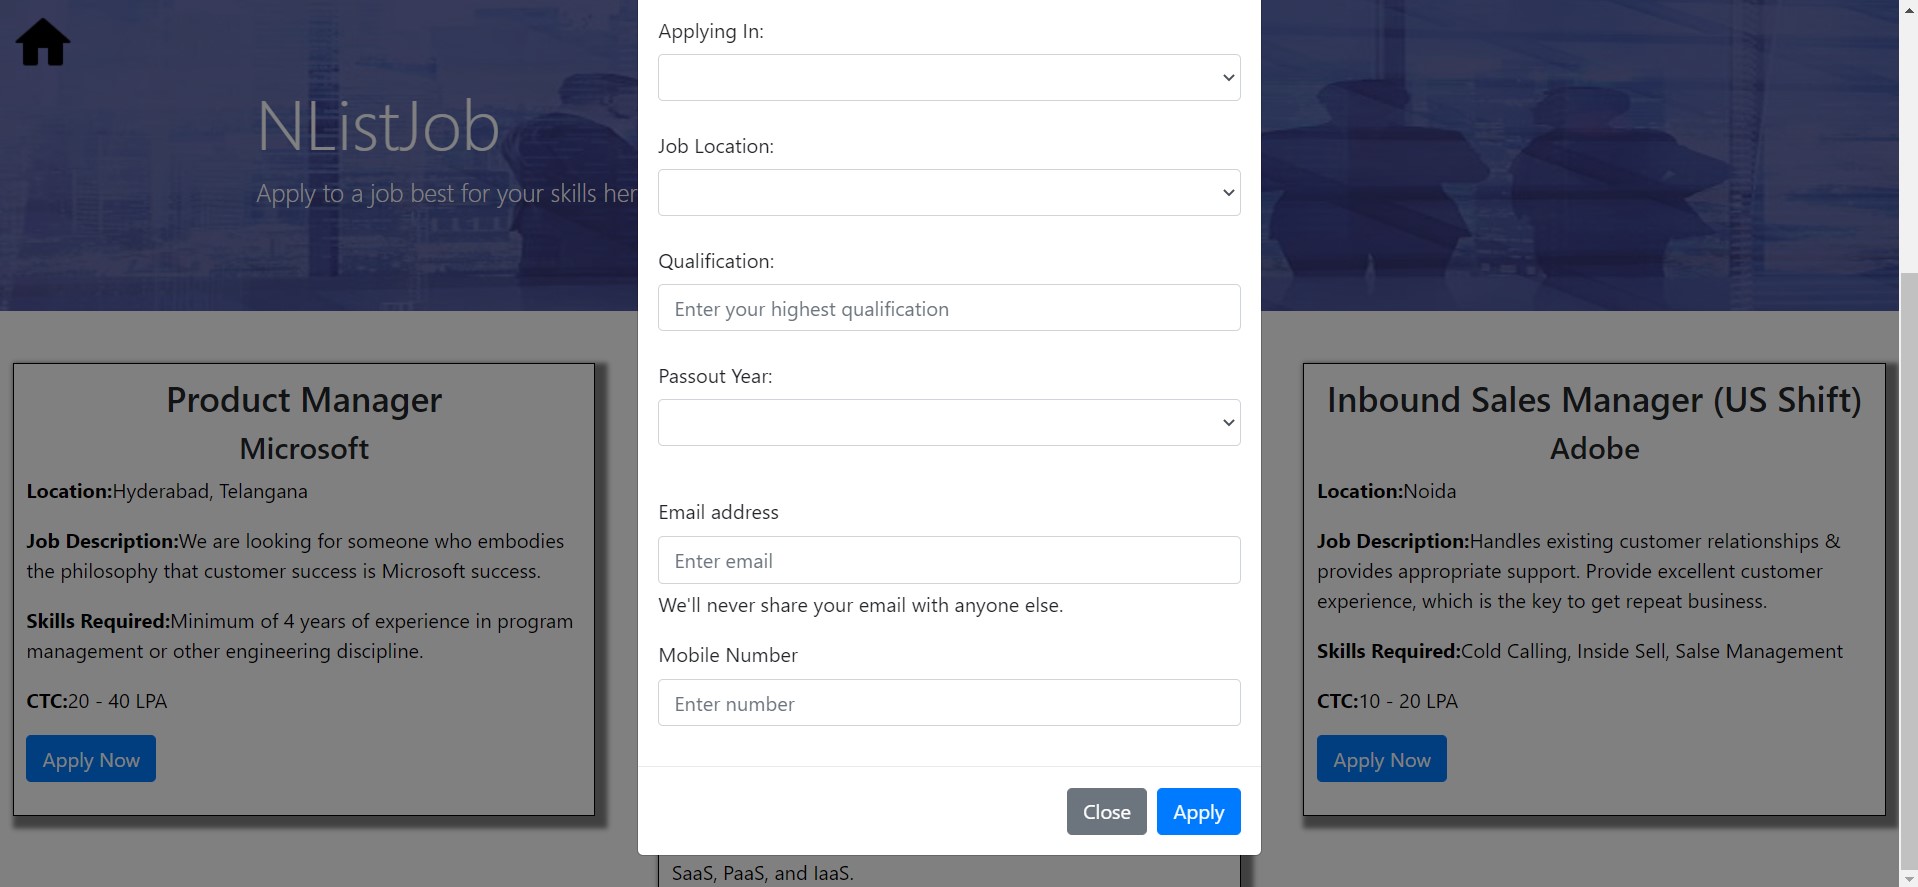 NListJob
Apply to a job best for your skills her
Applying In:
Job Location:
Qualification:
Enter your highest qualification
Passout Year:
Email address
Enter email
We'll never share your email with anyone else.
Mobile Number
Enter number
Close
Apply
Product Manager
Microsoft
Location:Hyderabad, Telangana
Job Description:We are looking for someone who embodies
the philosophy that customer success is Microsoft success.
Skills Required:Minimum of 4 years of experience in program
management or other engineering discipline.
CTC:20 - 40 LPA
Apply Now
SaaS, PaaS, and IaaS.
Inbound Sales Manager (US Shift)
Adobe
Location:Noida
Job Description:Handles existing customer relationships &
provides appropriate support. Provide excellent customer
experience, which is the key to get repeat business.
Skills Required:Cold Calling, Inside Sell, Salse Management
CTC:10 - 20 LPA
Apply Now